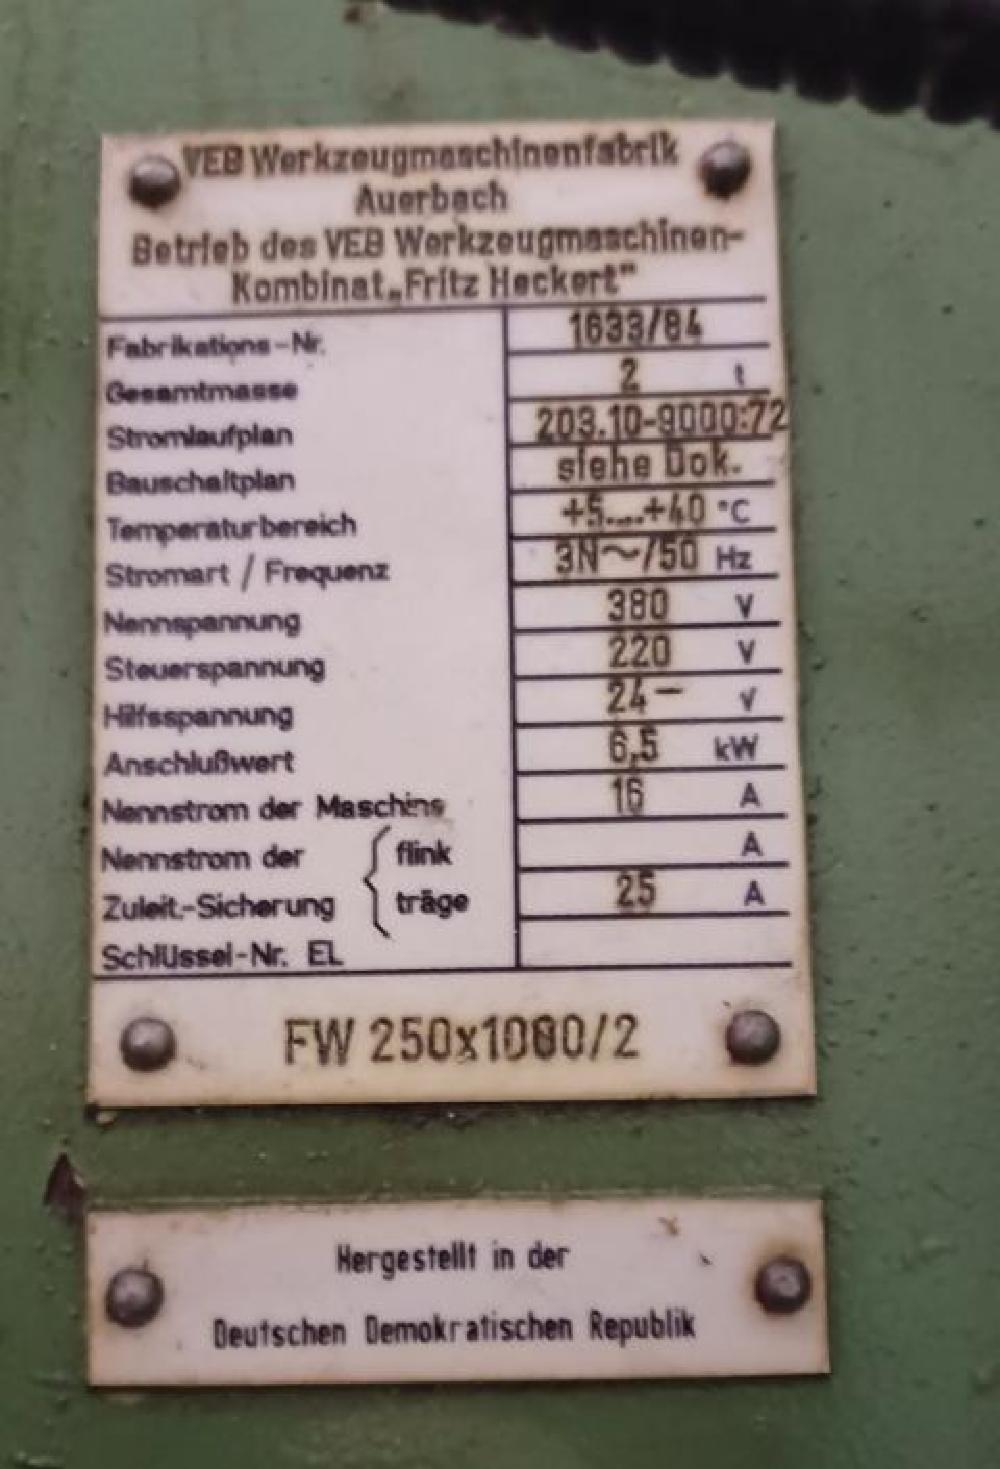 VEB Werkzeugmaschinenfabrik
Auerbach
Betrieb des VEB Werkzeugmaschinen-
Kombinat „Fritz Heckert"
Fabrikations-Nr. 1633/84
Gesamtmasse 2 t
Stromlaufplan 203.10-9000:72
Bauschaltplan siehe Dok.
Temperaturbereich +5....+40 °C
Stromart / Frequenz 3N~/50 Hz
Nennspannung 380 V
Steuerspannung 220 V
Hilfsspannung 24– V
Anschlußwert 6,5 kW
Nennstrom der Maschine 16 A
Nennstrom der { flink A
Zuleit.-Sicherung träge 25 A
Schlüssel-Nr. EL
FW 250x1000/2
Hergestellt in der
Deutschen Demokratischen Republik